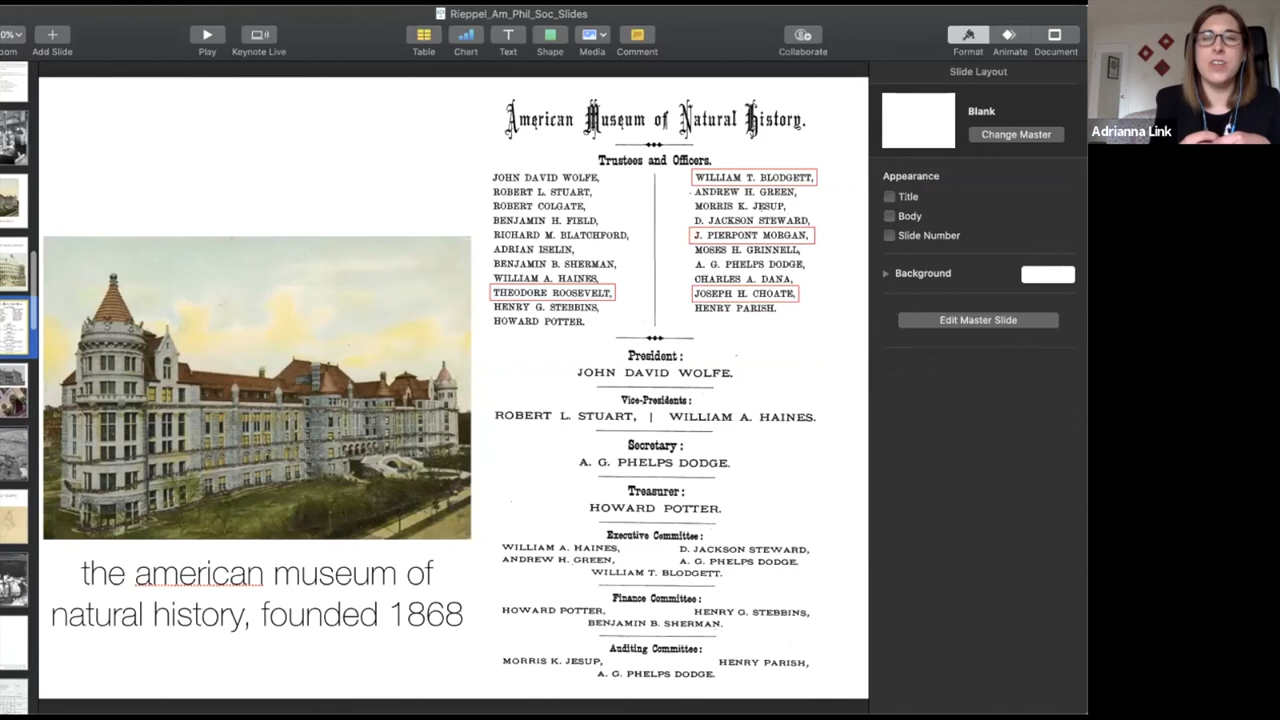 Rieppel_Am_Phil_Soc_Slides
0%
oom
Add Slide
Play
Keynote Live
Table
Chart
Text
Shape
Media
Comment
Collaborate
Format
Animate
Document
American Museum of Natural History.
Trustees and Officers.
JOHN DAVID WOLFE,
ROBERT L. STUART,
ROBERT COLGATE,
BENJAMIN H. FIELD,
RICHARD M. BLATCHFORD,
ADRIAN ISELIN,
BENJAMIN B. SHERMAN,
WILLIAM A. HAINES,
THEODORE ROOSEVELT,
HENRY G. STEBBINS,
HOWARD POTTER.
WILLIAM T. BLODGETT,
ANDREW H. GREEN,
MORRIS K. JESUP,
D. JACKSON STEWARD,
J. PIERPONT MORGAN,
MOSES H. GRINNELL,
A. G. PHELPS DODGE,
CHARLES A. DANA,
JOSEPH H. CHOATE,
HENRY PARISH.
President:
JOHN DAVID WOLFE.
Vice-Presidents:
ROBERT L. STUART, | WILLIAM A. HAINES.
Secretary:
A. G. PHELPS DODGE.
Treasurer:
HOWARD POTTER.
Executive Committee:
WILLIAM A. HAINES, D. JACKSON STEWARD,
ANDREW H. GREEN, A. G. PHELPS DODGE.
WILLIAM T. BLODGETT.
Finance Committee:
HOWARD POTTER, HENRY G. STEBBINS,
BENJAMIN B. SHERMAN.
Auditing Committee:
MORRIS K. JESUP, HENRY PARISH,
A. G. PHELPS DODGE.
the american museum of
natural history, founded 1868
Slide Layout
Blank
Change Master
Appearance
Title
Body
Slide Number
Background
Edit Master Slide
Adrianna Link